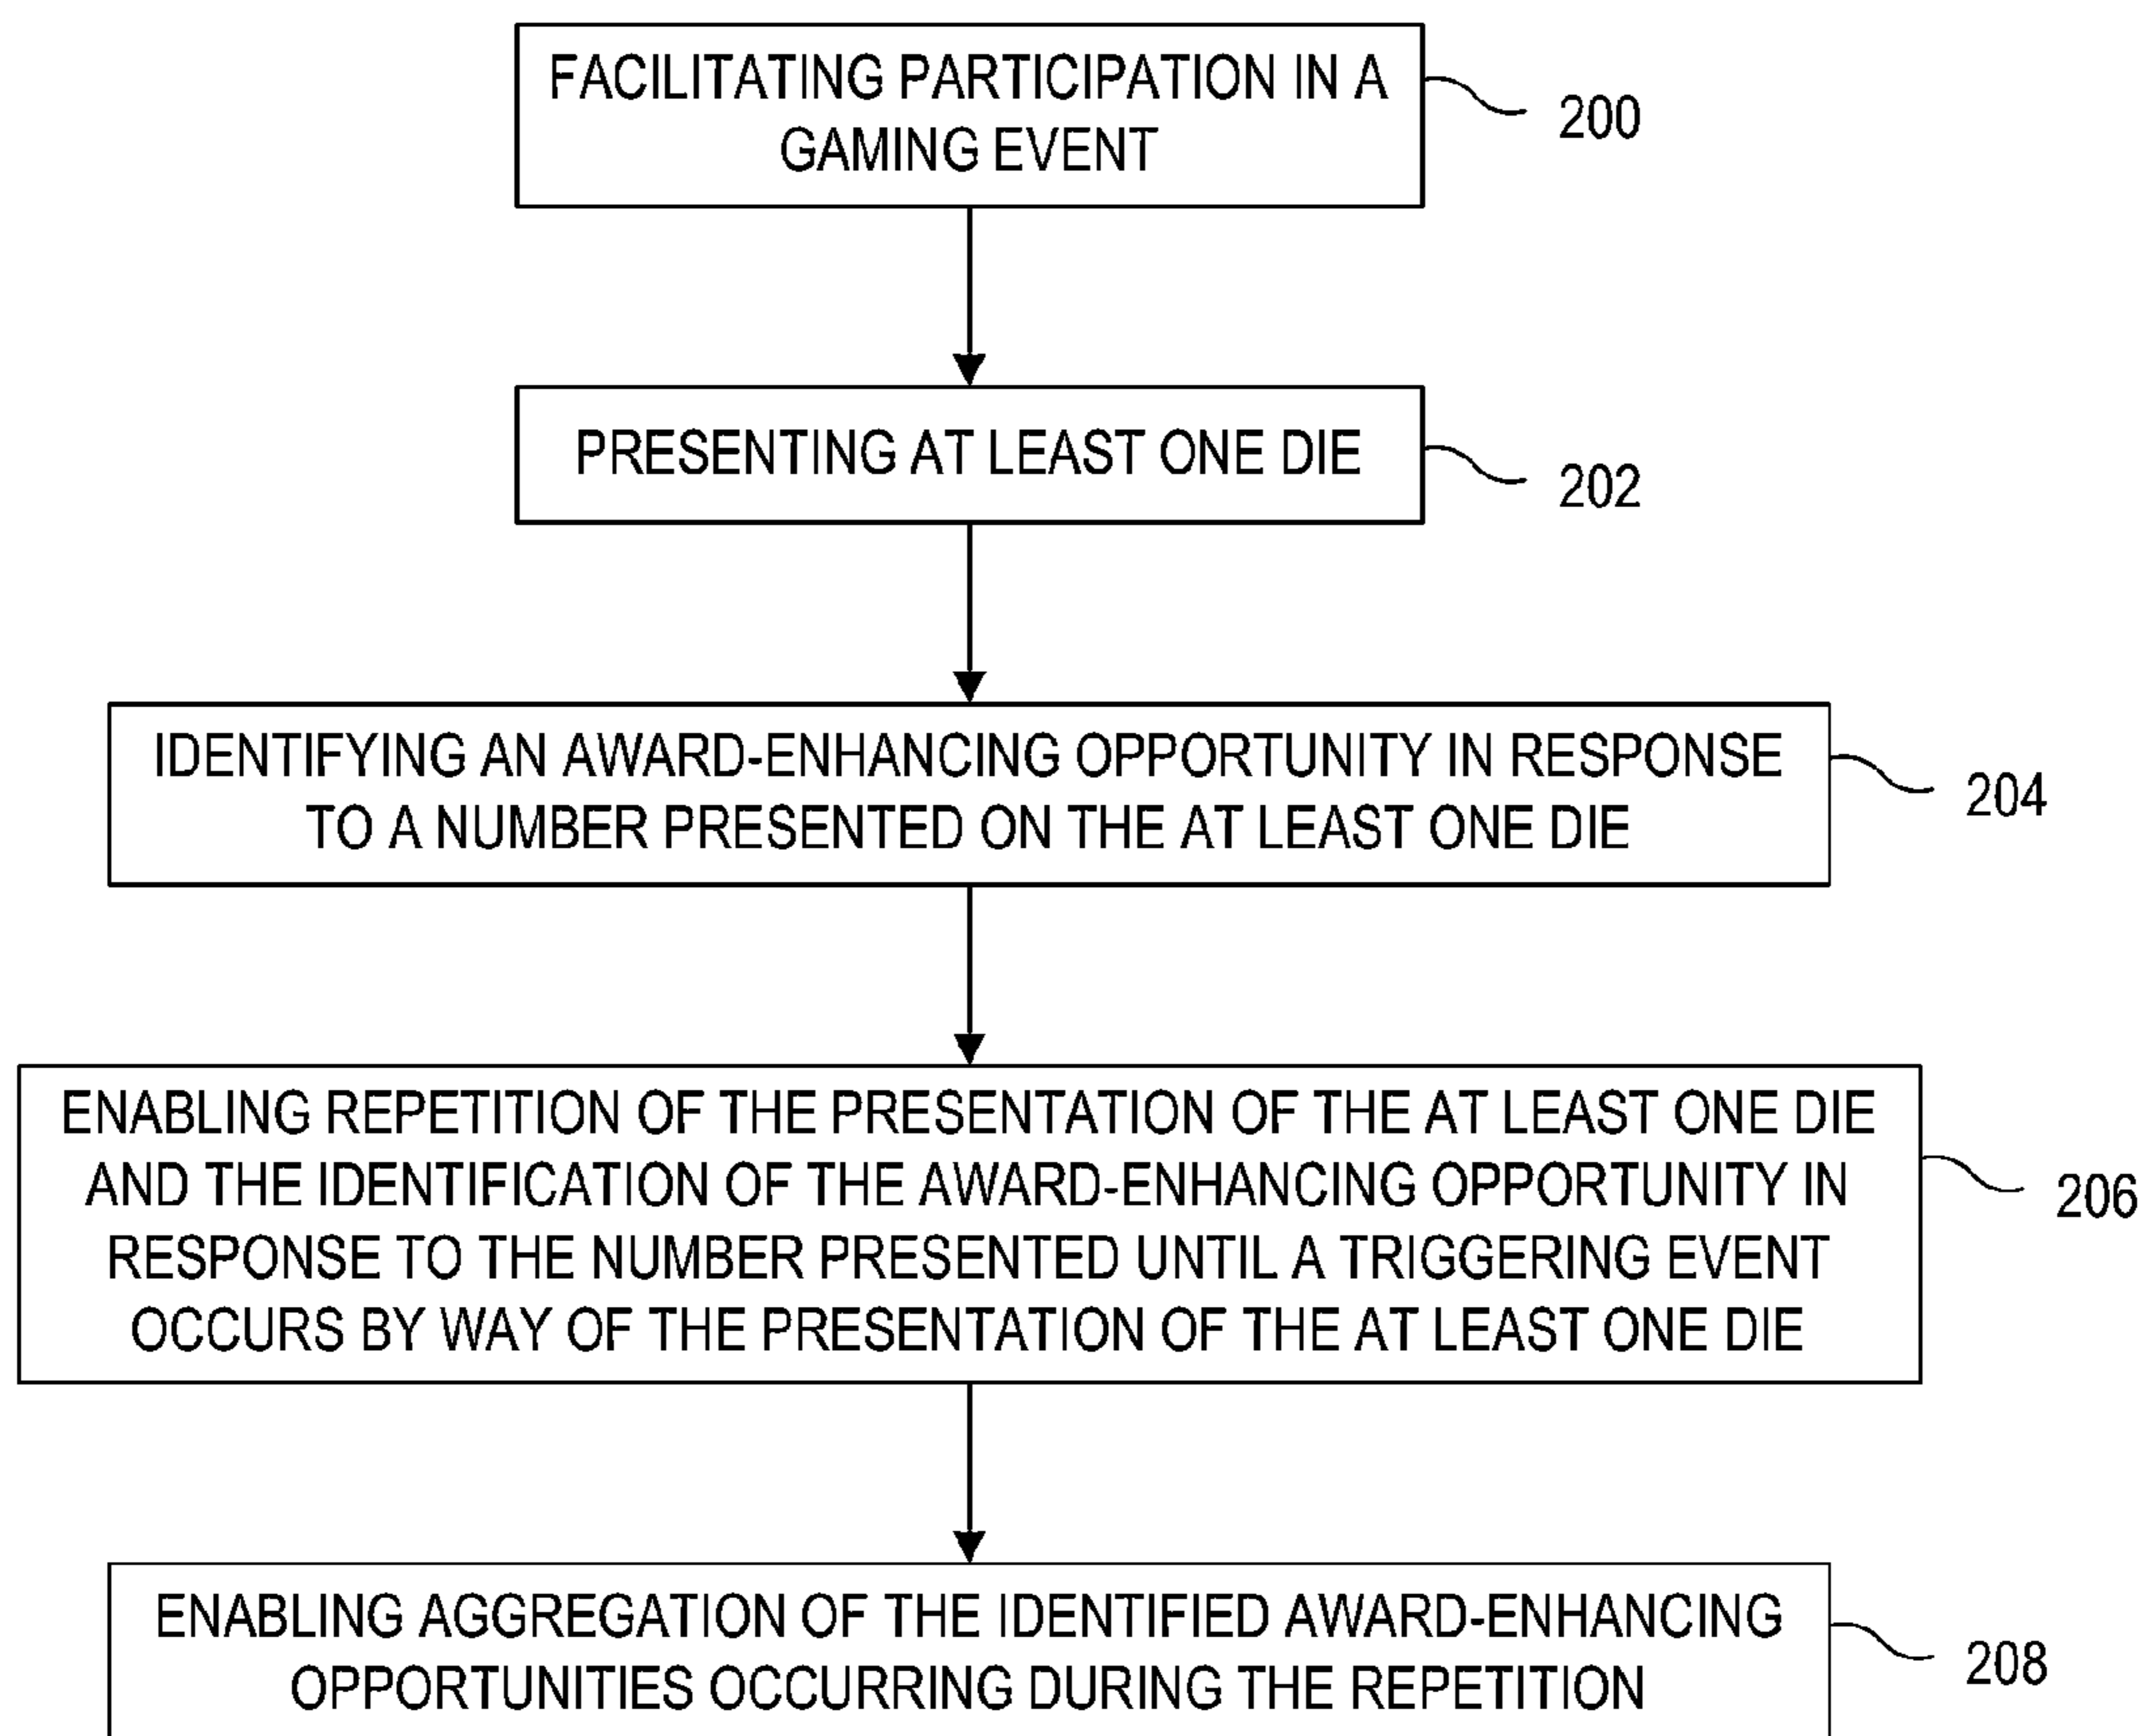 FACILITATING PARTICIPATION IN A
GAMING EVENT
200
PRESENTING AT LEAST ONE DIE
202
IDENTIFYING AN AWARD-ENHANCING OPPORTUNITY IN RESPONSE
TO A NUMBER PRESENTED ON THE AT LEAST ONE DIE
204
ENABLING REPETITION OF THE PRESENTATION OF THE AT LEAST ONE DIE
AND THE IDENTIFICATION OF THE AWARD-ENHANCING OPPORTUNITY IN
RESPONSE TO THE NUMBER PRESENTED UNTIL A TRIGGERING EVENT
OCCURS BY WAY OF THE PRESENTATION OF THE AT LEAST ONE DIE
206
ENABLING AGGREGATION OF THE IDENTIFIED AWARD-ENHANCING
OPPORTUNITIES OCCURRING DURING THE REPETITION
208